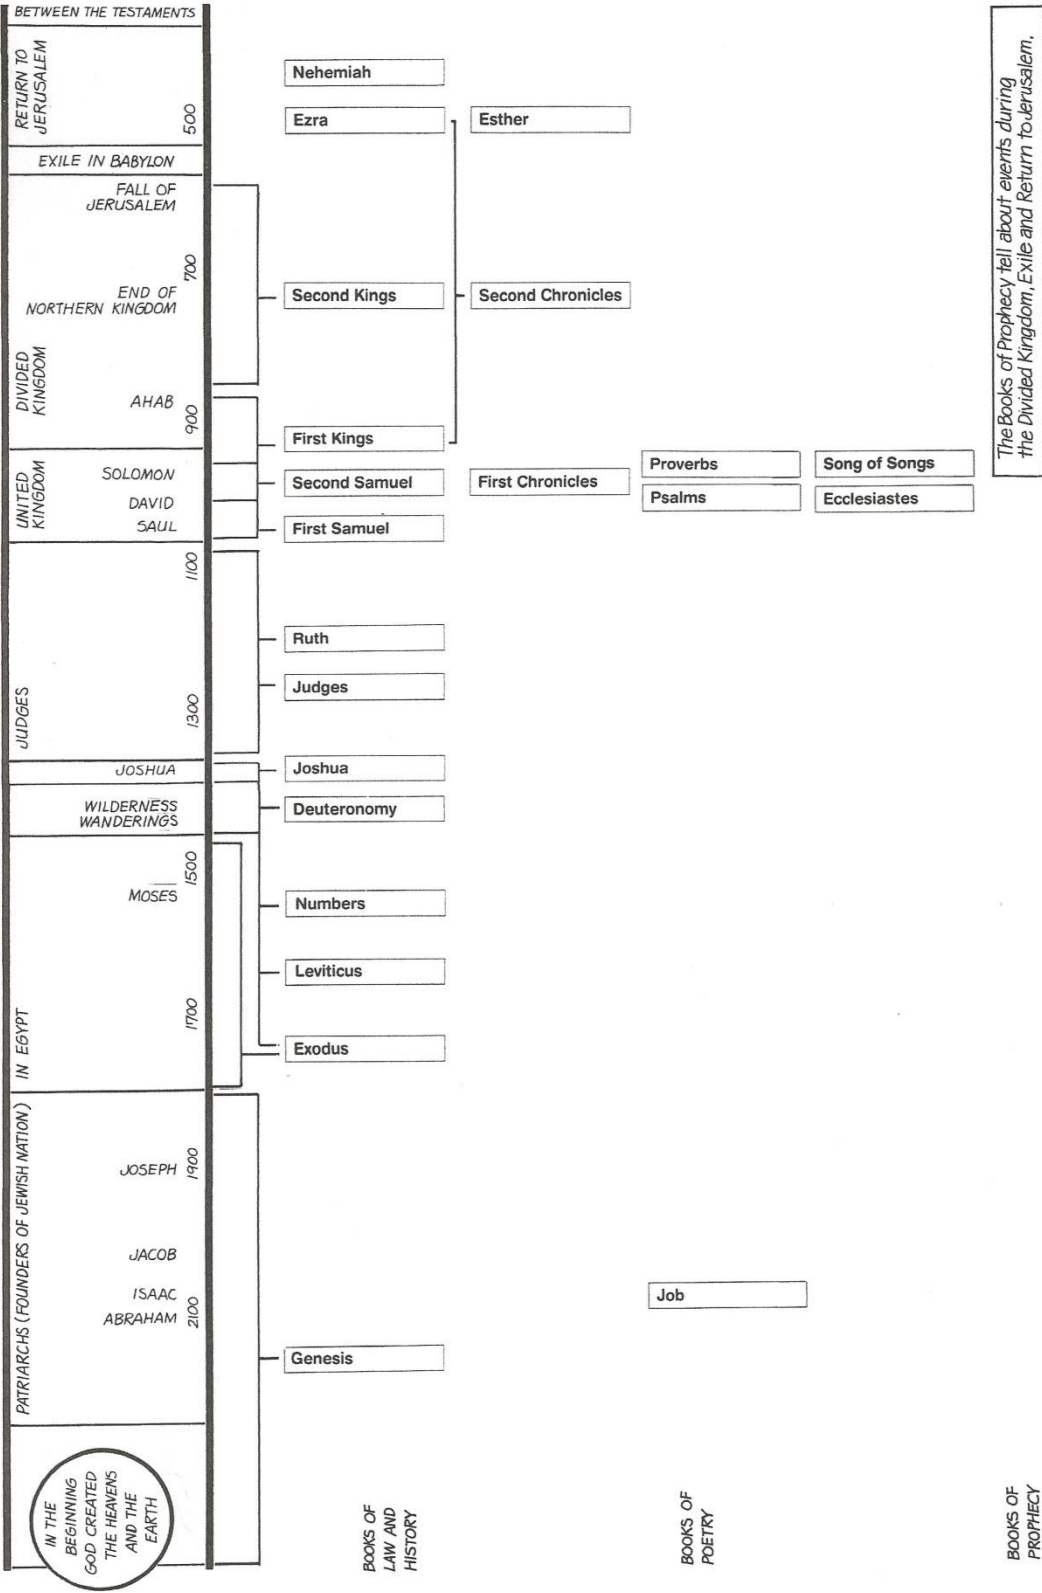 BETWEEN THE TESTAMENTS
RETURN TO
JERUSALEM
500
EXILE IN BABYLON
FALL OF
JERUSALEM
700
END OF
NORTHERN KINGDOM
DIVIDED
KINGDOM
AHAB
900
UNITED
KINGDOM
SOLOMON
DAVID
SAUL
1100
JUDGES
1300
JOSHUA
WILDERNESS
WANDERINGS
1500
MOSES
1700
IN EGYPT
PATRIARCHS (FOUNDERS OF JEWISH NATION)
JOSEPH
1900
JACOB
ISAAC
ABRAHAM
2100
IN THE
BEGINNING
GOD CREATED
THE HEAVENS
AND THE
EARTH
Nehemiah
Ezra
Esther
Second Kings
Second Chronicles
First Kings
Second Samuel
First Chronicles
First Samuel
Proverbs
Song of Songs
Psalms
Ecclesiastes
Ruth
Judges
Joshua
Deuteronomy
Numbers
Leviticus
Exodus
Job
Genesis
BOOKS OF
LAW AND
HISTORY
BOOKS OF
POETRY
BOOKS OF
PROPHECY
The Books of Prophecy tell about events during
the Divided Kingdom, Exile and Return to Jerusalem.